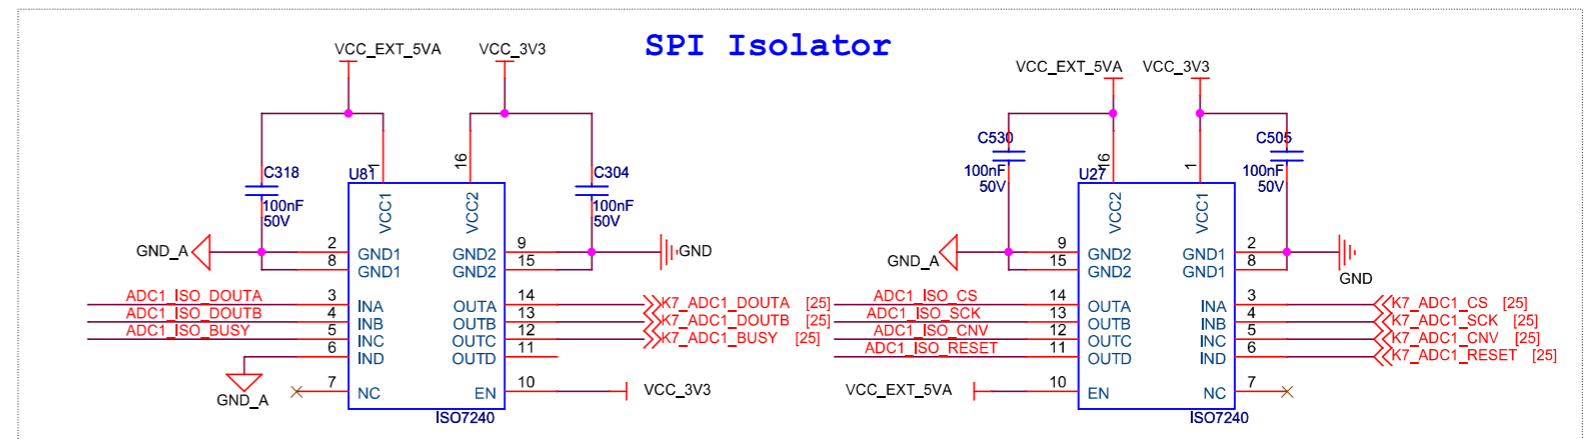 SPI Isolator
VCC_EXT_5VA
VCC_3V3
C318
100nF
50V
1
16
C304
100nF
50V
U81
VCC1
VCC2
GND_A
2
8
GND1
GND1
GND2
GND2
9
15
GND
ADC1_ISO_DOUTA
3
INA
OUTA
14
K7_ADC1_DOUTA [25]
ADC1_ISO_DOUTB
4
INB
OUTB
13
K7_ADC1_DOUTB [25]
ADC1_ISO_BUSY
5
INC
OUTC
12
K7_ADC1_BUSY [25]
6
IND
OUTD
11
GND_A
7
NC
EN
10
VCC_3V3
ISO7240
VCC_EXT_5VA
VCC_3V3
C530
100nF
50V
16
1
C505
100nF
50V
U27
VCC2
VCC1
GND_A
9
15
GND2
GND2
GND1
GND1
2
8
GND
ADC1_ISO_CS
14
OUTA
INA
3
K7_ADC1_CS [25]
ADC1_ISO_SCK
13
OUTB
INB
4
K7_ADC1_SCK [25]
ADC1_ISO_CNV
12
OUTC
INC
5
K7_ADC1_CNV [25]
ADC1_ISO_RESET
11
OUTD
IND
6
K7_ADC1_RESET [25]
VCC_EXT_5VA
10
EN
NC
7
ISO7240